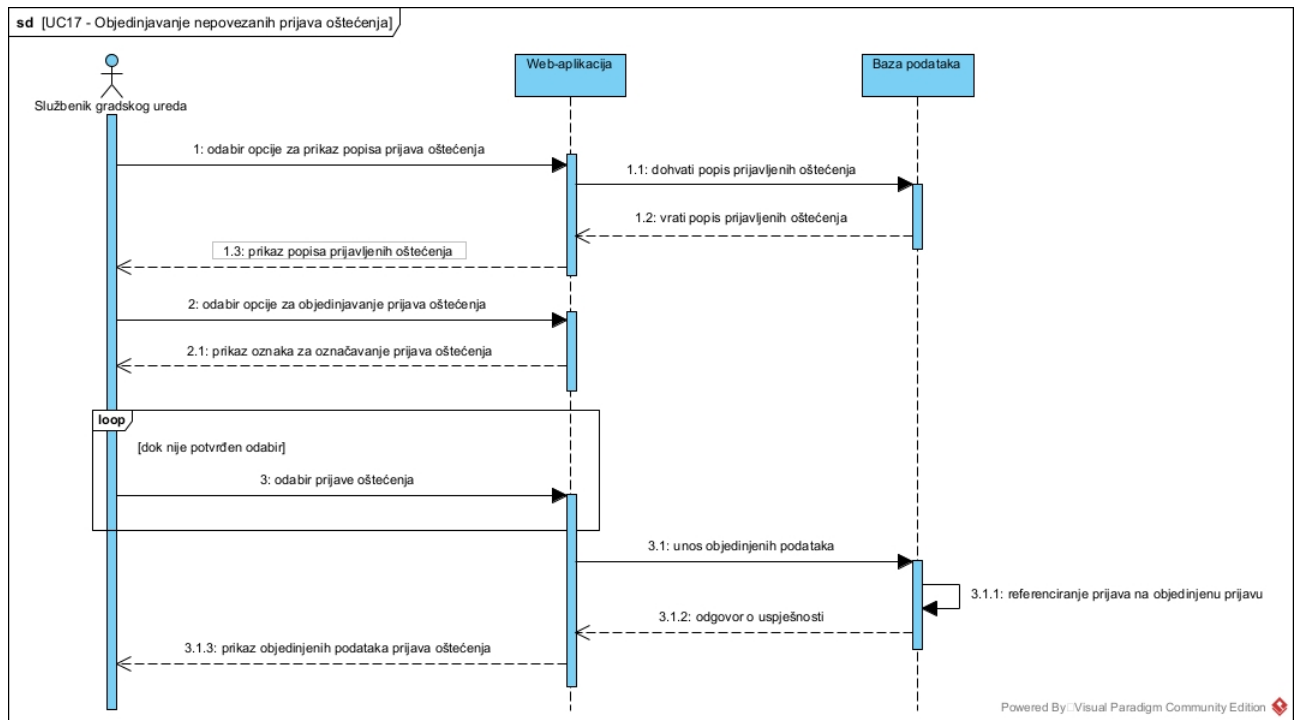 sd [UC17 - Objedinjavanje nepovezanih prijava oštećenja]
Službenik gradskog ureda
Web-aplikacija
Baza podataka
1: odabir opcije za prikaz popisa prijava oštećenja
1.1: dohvati popis prijavljenih oštećenja
1.2: vrati popis prijavljenih oštećenja
1.3: prikaz popisa prijavljenih oštećenja
2: odabir opcije za objedinjavanje prijava oštećenja
2.1: prikaz oznaka za označavanje prijava oštećenja
loop
[dok nije potvrđen odabir]
3: odabir prijave oštećenja
3.1: unos objedinjenih podataka
3.1.1: referenciranje prijava na objedinjenu prijavu
3.1.2: odgovor o uspješnosti
3.1.3: prikaz objedinjenih podataka prijava oštećenja
Powered By Visual Paradigm Community Edition